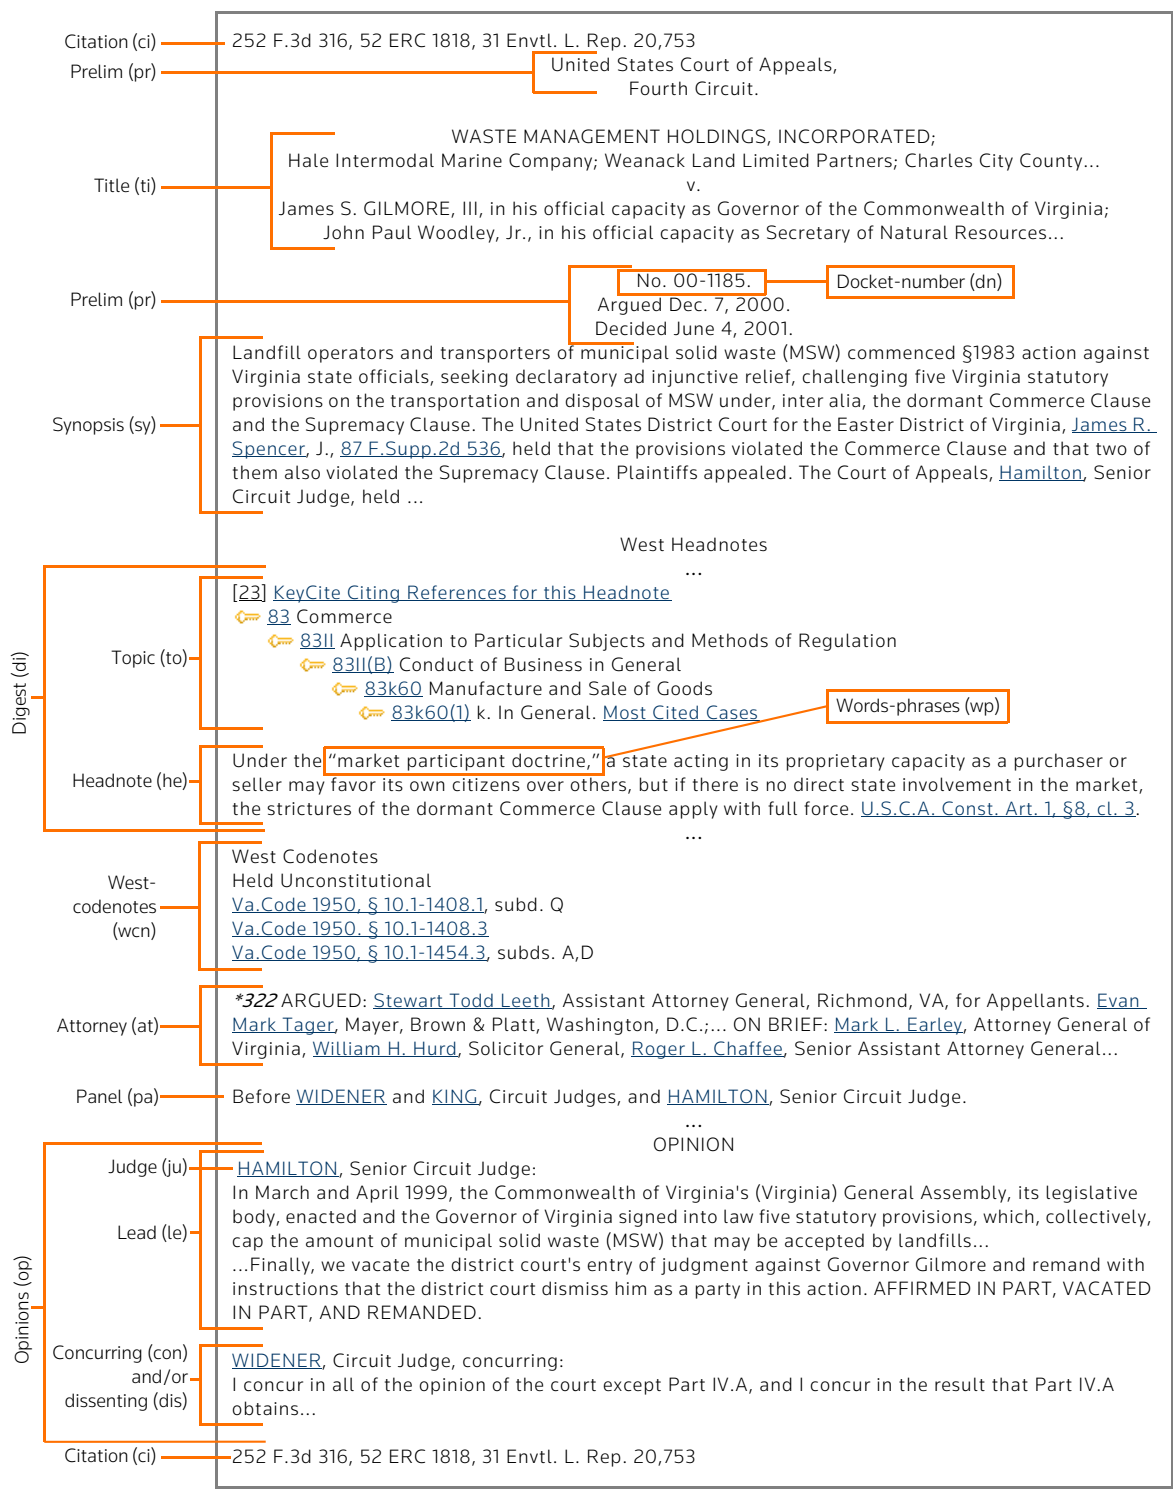 Citation (ci)
252 F.3d 316, 52 ERC 1818, 31 Envtl. L. Rep. 20,753
Prelim (pr)
United States Court of Appeals,
Fourth Circuit.
Title (ti)
WASTE MANAGEMENT HOLDINGS, INCORPORATED;
Hale Intermodal Marine Company; Weanack Land Limited Partners; Charles City County...
v.
James S. GILMORE, III, in his official capacity as Governor of the Commonwealth of Virginia;
John Paul Woodley, Jr., in his official capacity as Secretary of Natural Resources...
Prelim (pr)
No. 00-1185.
Docket-number (dn)
Argued Dec. 7, 2000.
Decided June 4, 2001.
Synopsis (sy)
Landfill operators and transporters of municipal solid waste (MSW) commenced §1983 action against
Virginia state officials, seeking declaratory ad injunctive relief, challenging five Virginia statutory
provisions on the transportation and disposal of MSW under, inter alia, the dormant Commerce Clause
and the Supremacy Clause. The United States District Court for the Easter District of Virginia, James R.
Spencer, J., 87 F.Supp.2d 536, held that the provisions violated the Commerce Clause and that two of
them also violated the Supremacy Clause. Plaintiffs appealed. The Court of Appeals, Hamilton, Senior
Circuit Judge, held ...
West Headnotes
...
Digest (di)
Topic (to)
[23] KeyCite Citing References for this Headnote
83 Commerce
83II Application to Particular Subjects and Methods of Regulation
83II(B) Conduct of Business in General
83k60 Manufacture and Sale of Goods
83k60(1) k. In General. Most Cited Cases
Words-phrases (wp)
Headnote (he)
Under the “market participant doctrine,” a state acting in its proprietary capacity as a purchaser or
seller may favor its own citizens over others, but if there is no direct state involvement in the market,
the strictures of the dormant Commerce Clause apply with full force. U.S.C.A. Const. Art. 1, §8, cl. 3.
...
West-
codenotes
(wcn)
West Codenotes
Held Unconstitutional
Va.Code 1950, § 10.1-1408.1, subd. Q
Va.Code 1950. § 10.1-1408.3
Va.Code 1950, § 10.1-1454.3, subds. A,D
Attorney (at)
*322 ARGUED: Stewart Todd Leeth, Assistant Attorney General, Richmond, VA, for Appellants. Evan
Mark Tager, Mayer, Brown & Platt, Washington, D.C.;... ON BRIEF: Mark L. Earley, Attorney General of
Virginia, William H. Hurd, Solicitor General, Roger L. Chaffee, Senior Assistant Attorney General...
Panel (pa)
Before WIDENER and KING, Circuit Judges, and HAMILTON, Senior Circuit Judge.
...
OPINION
Opinions (op)
Judge (ju)
HAMILTON, Senior Circuit Judge:
Lead (le)
In March and April 1999, the Commonwealth of Virginia's (Virginia) General Assembly, its legislative
body, enacted and the Governor of Virginia signed into law five statutory provisions, which, collectively,
cap the amount of municipal solid waste (MSW) that may be accepted by landfills...
...Finally, we vacate the district court's entry of judgment against Governor Gilmore and remand with
instructions that the district court dismiss him as a party in this action. AFFIRMED IN PART, VACATED
IN PART, AND REMANDED.
Concurring (con)
and/or
dissenting (dis)
WIDENER, Circuit Judge, concurring:
I concur in all of the opinion of the court except Part IV.A, and I concur in the result that Part IV.A
obtains...
Citation (ci)
252 F.3d 316, 52 ERC 1818, 31 Envtl. L. Rep. 20,753